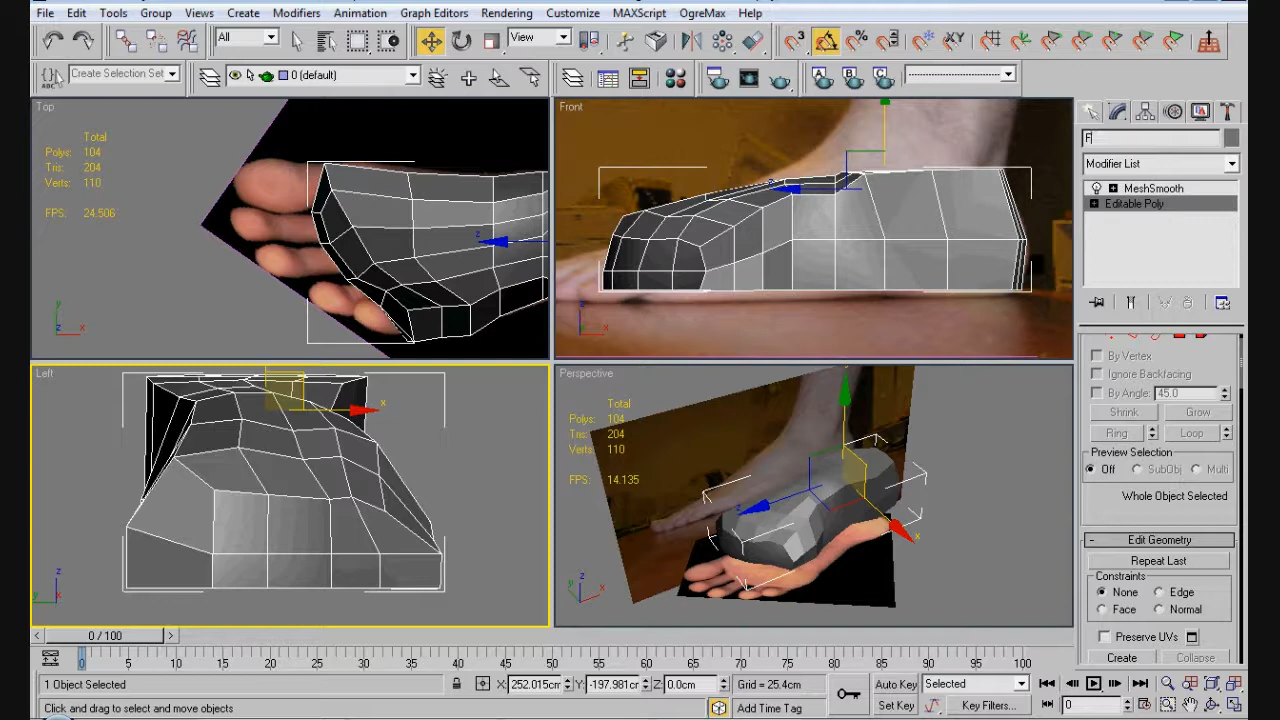 File Edit Tools Group Views Create Modifiers Animation Graph Editors Rendering Customize MAXScript OgreMax Help
All View 3 %
ABC Create Selection Set 0 (default) A B C
Top Front F
Total
Polys: 104
Tris: 204
Verts: 110
FPS: 24.506
Modifier List
MeshSmooth
Editable Poly
z
y
z x
z
z x
By Vertex
Ignore Backfacing
By Angle: 45.0
Shrink Grow
Ring Loop
Preview Selection
Off SubObj Multi
Whole Object Selected
Left Perspective
x
z
y x
Total
Polys: 104
Tris: 204
Verts: 110
FPS: 14.135
z
x
z
y x
Edit Geometry
Repeat Last
Constraints
None Edge
Face Normal
Preserve UVs
Create Collapse
< 0 / 100 >
0 5 10 15 20 25 30 35 40 45 50 55 60 65 70 75 80 85 90 95 100
1 Object Selected X: 252.015cm Y: -197.981cm Z: 0.0cm Grid = 25.4cm Auto Key Selected
Click and drag to select and move objects Add Time Tag Set Key Key Filters... 0